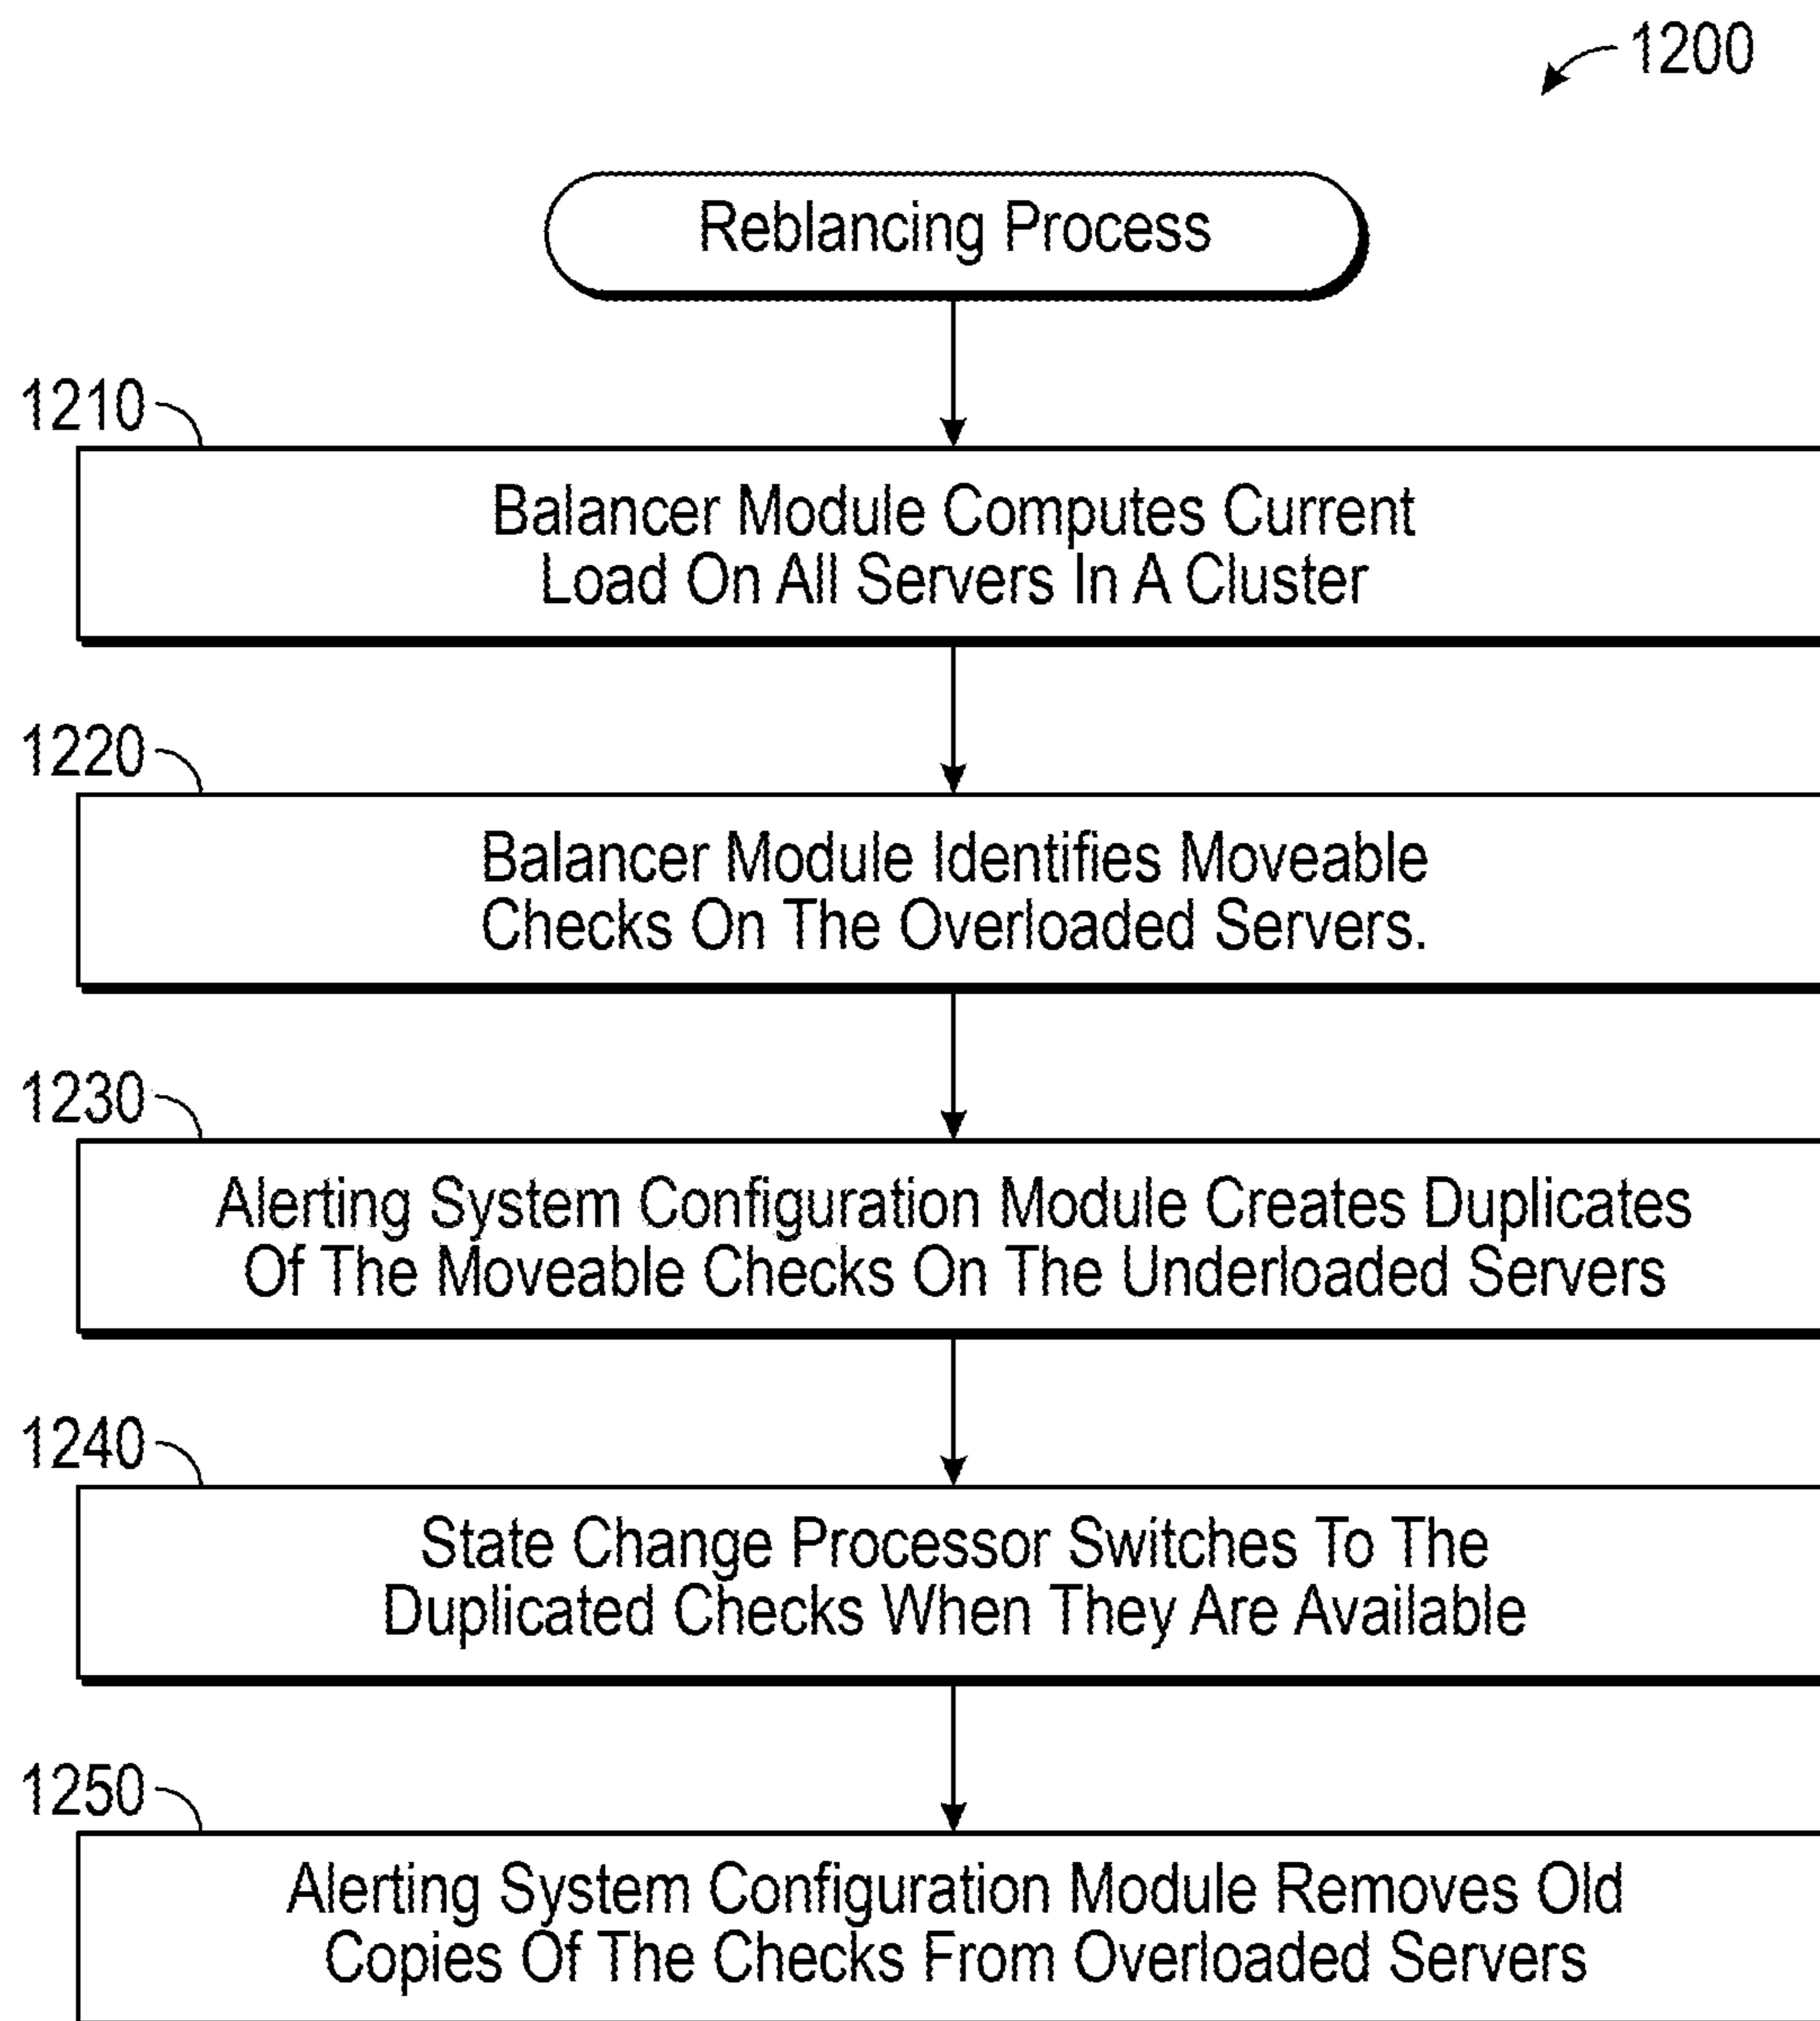 1200
Reblancing Process
1210
Balancer Module Computes Current
Load On All Servers In A Cluster
1220
Balancer Module Identifies Moveable
Checks On The Overloaded Servers.
1230
Alerting System Configuration Module Creates Duplicates
Of The Moveable Checks On The Underloaded Servers
1240
State Change Processor Switches To The
Duplicated Checks When They Are Available
1250
Alerting System Configuration Module Removes Old
Copies Of The Checks From Overloaded Servers